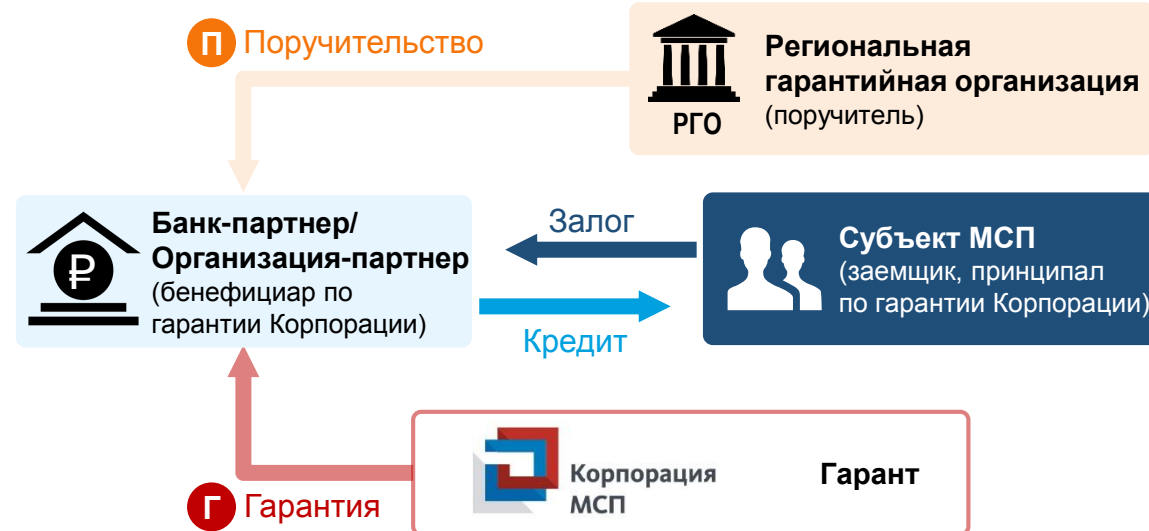 П Поручительство
Региональная
гарантийная организация
(поручитель)
РГО
Банк-партнер/
Организация-партнер
(бенефициар по
гарантии Корпорации)
₽
Залог
Кредит
Субъект МСП
(заемщик, принципал
по гарантии Корпорации)
Корпорация
МСП
Гарант
Г Гарантия